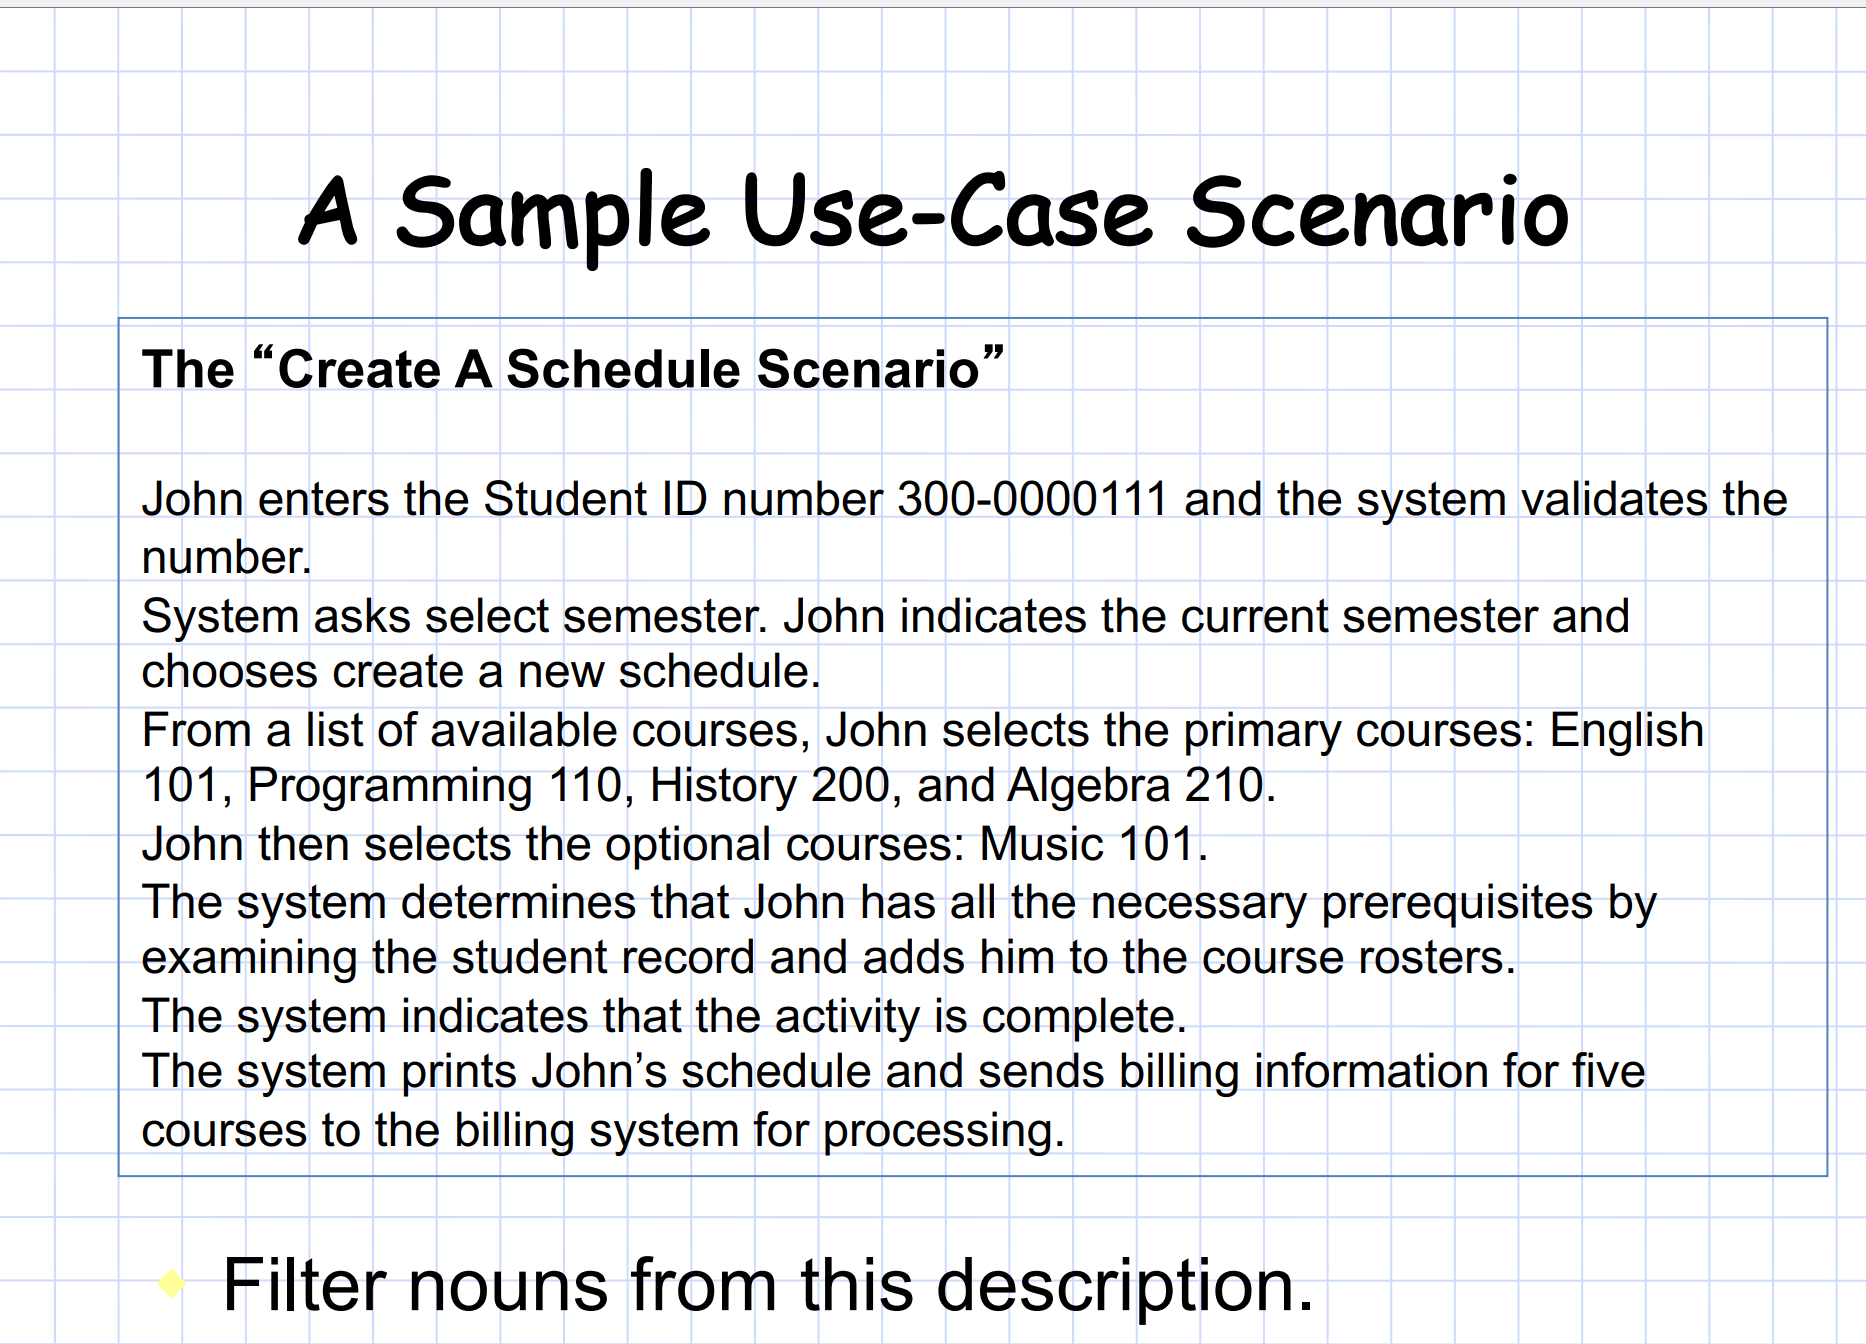 A Sample Use-Case Scenario
The “Create A Schedule Scenario”
John enters the Student ID number 300-0000111 and the system validates the
number.
System asks select semester. John indicates the current semester and
chooses create a new schedule.
From a list of available courses, John selects the primary courses: English
101, Programming 110, History 200, and Algebra 210.
John then selects the optional courses: Music 101.
The system determines that John has all the necessary prerequisites by
examining the student record and adds him to the course rosters.
The system indicates that the activity is complete.
The system prints John’s schedule and sends billing information for five
courses to the billing system for processing.
Filter nouns from this description.